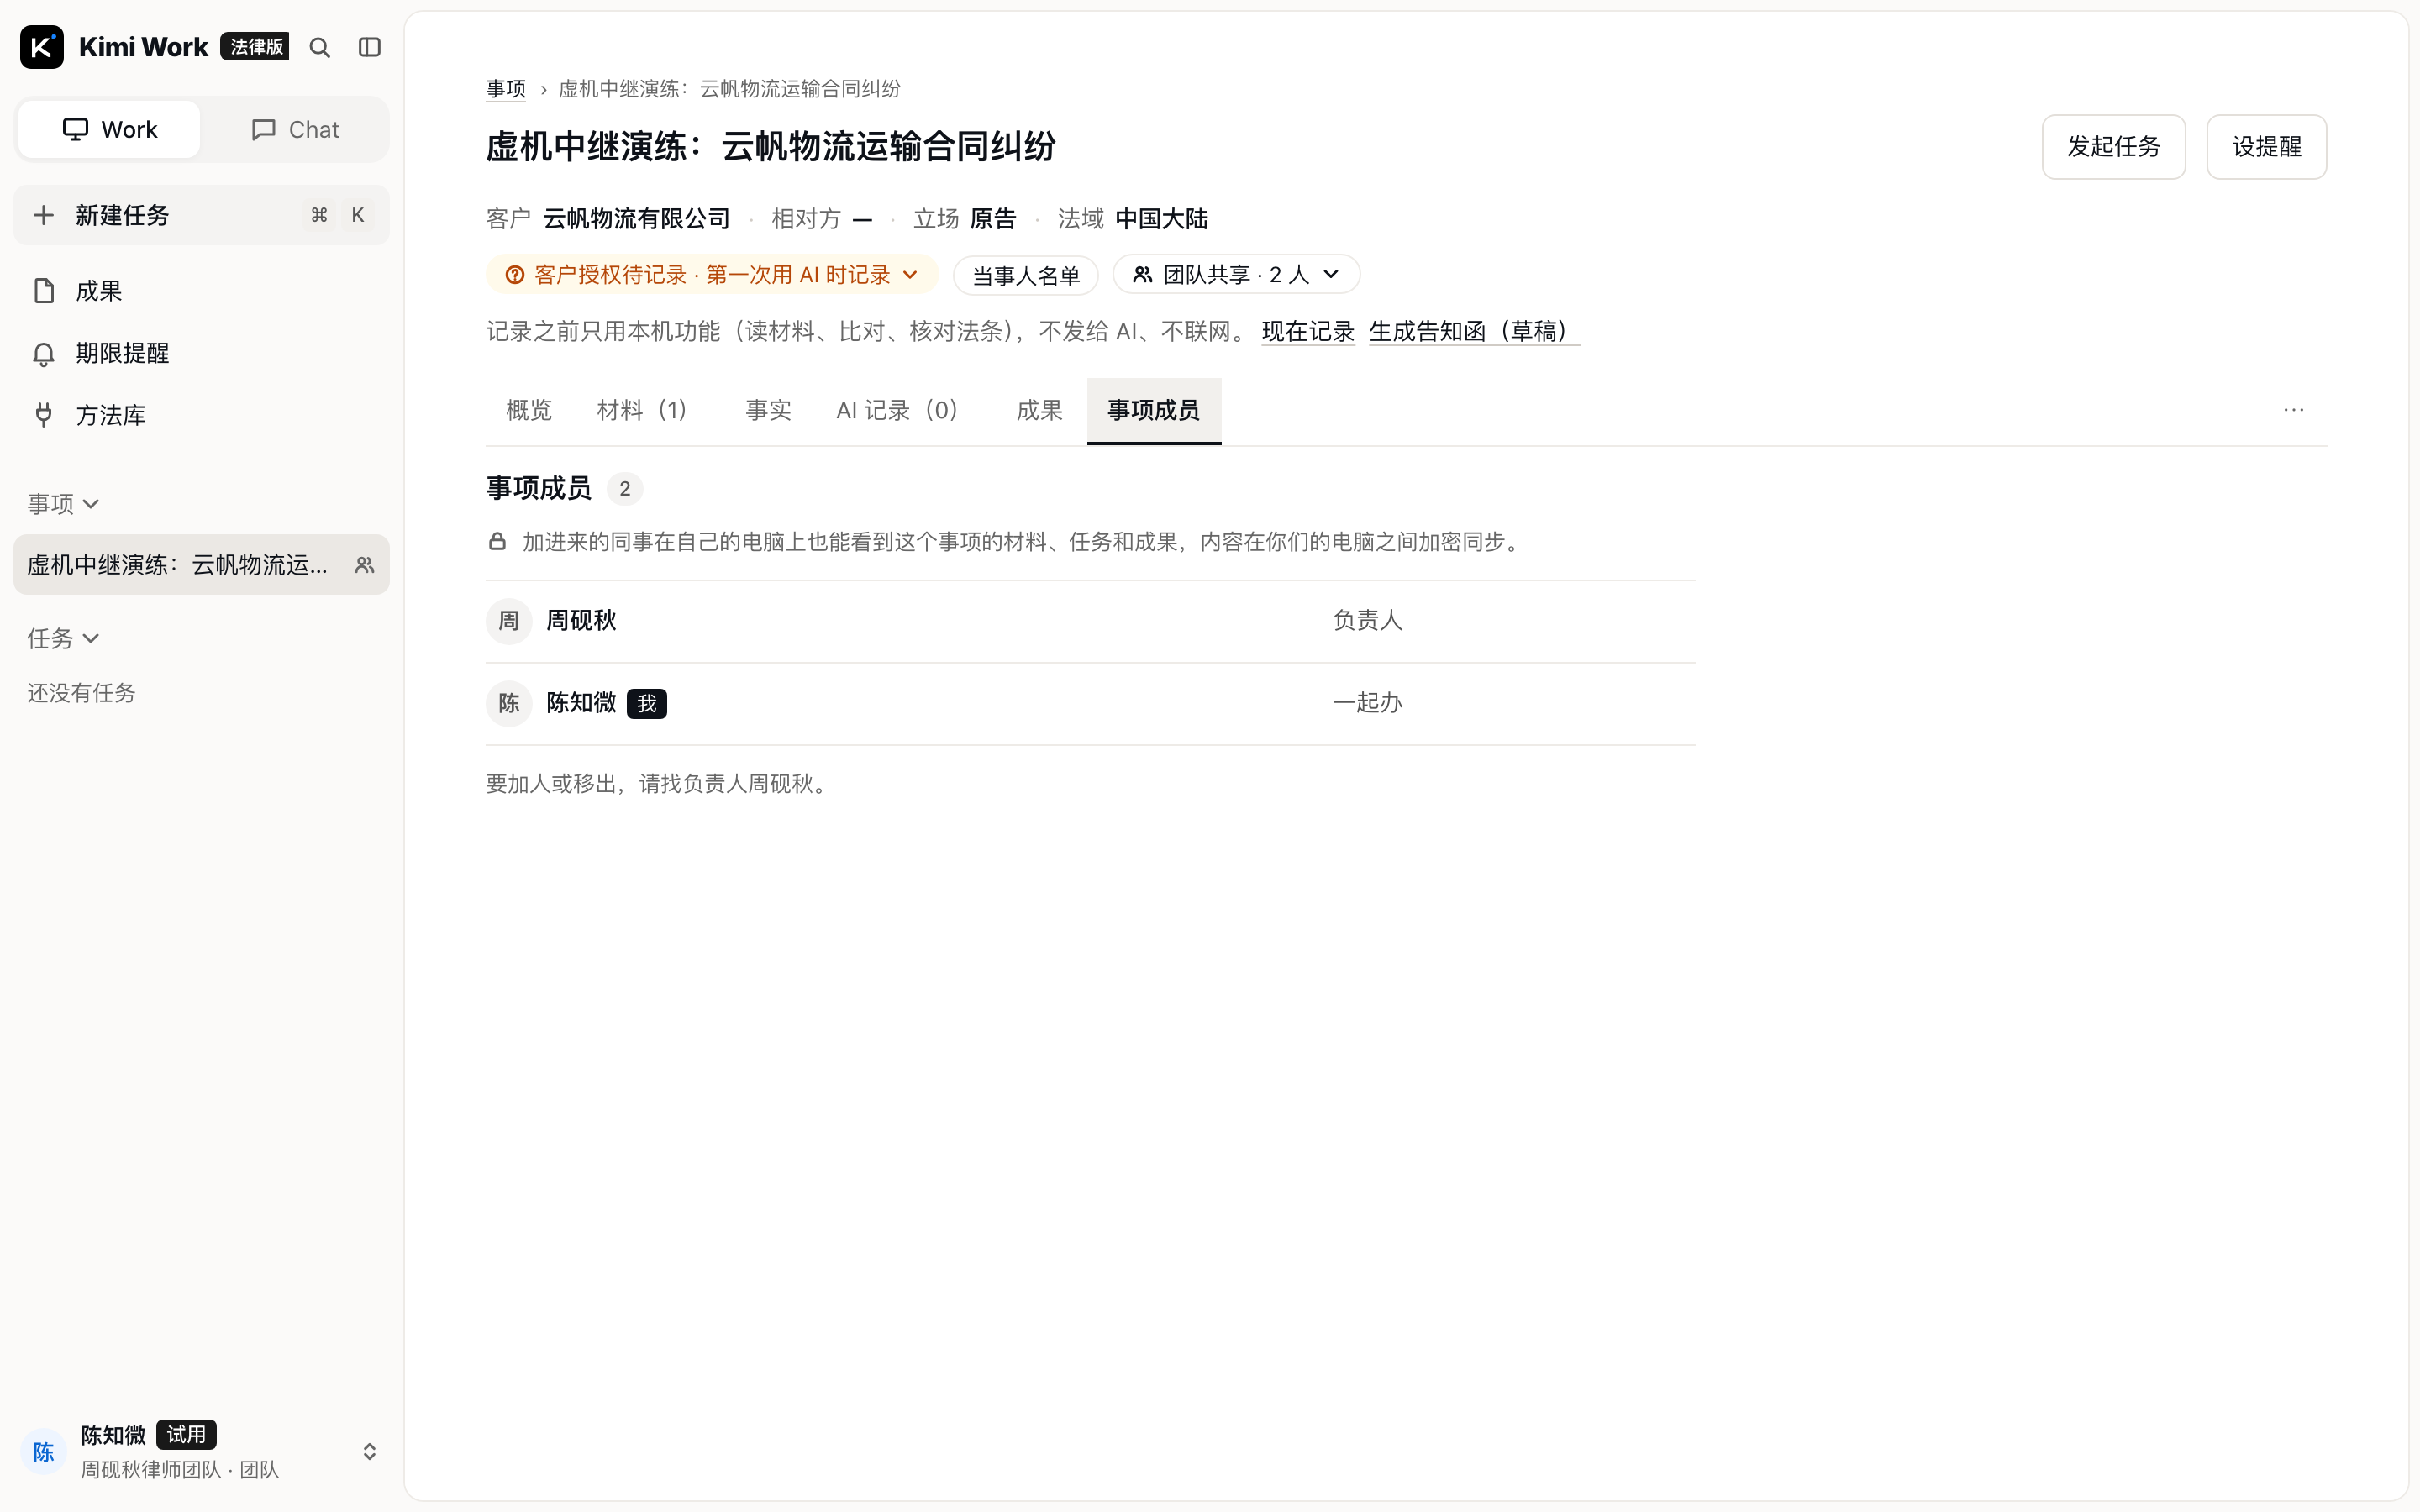 Kimi Work 法律版
Work Chat
新建任务 ⌘ K
成果
期限提醒
方法库
事项
虚机中继演练：云帆物流运...
任务
还没有任务
陈 陈知微 试用
周砚秋律师团队 · 团队
事项 › 虚机中继演练：云帆物流运输合同纠纷
虚机中继演练：云帆物流运输合同纠纷
发起任务 设提醒
客户 云帆物流有限公司 · 相对方 — · 立场 原告 · 法域 中国大陆
客户授权待记录 · 第一次用 AI 时记录 当事人名单 团队共享 · 2 人
记录之前只用本机功能（读材料、比对、核对法条），不发给 AI、不联网。 现在记录 生成告知函（草稿）
概览 材料（1） 事实 AI 记录（0） 成果 事项成员 ···
事项成员 2
加进来的同事在自己的电脑上也能看到这个事项的材料、任务和成果，内容在你们的电脑之间加密同步。
周 周砚秋 负责人
陈 陈知微 我 一起办
要加人或移出，请找负责人周砚秋。